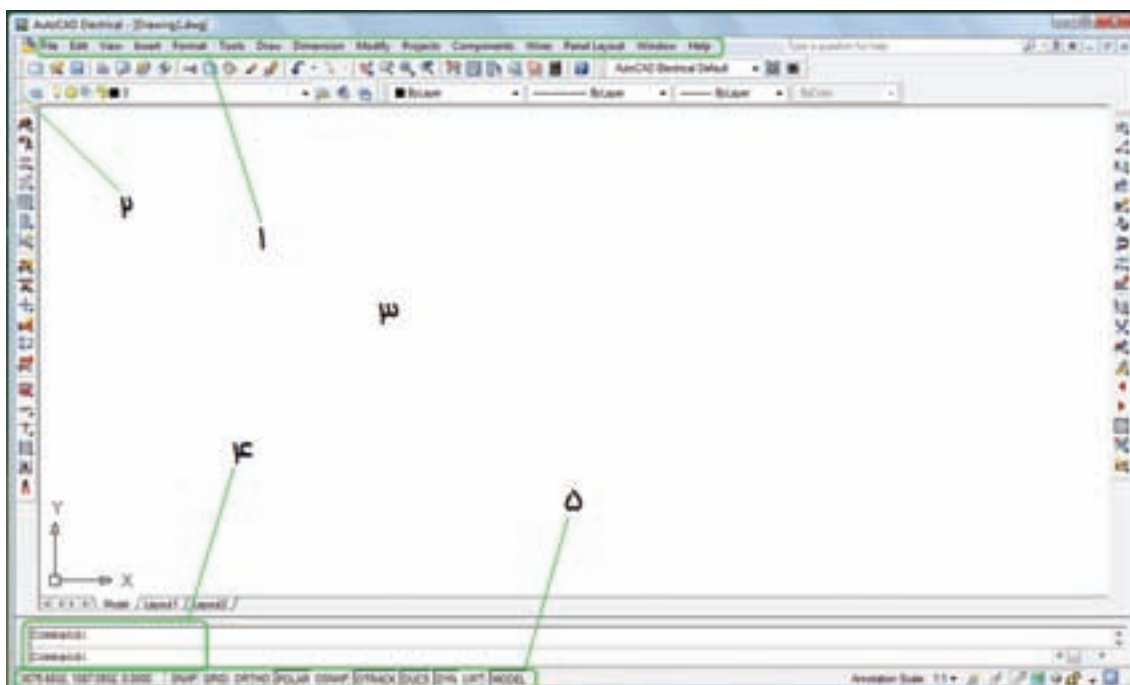 AutoCAD Electrical - [Drawing1.dwg]
File Edit View Insert Format Tools Draw Dimension Modify Projects Components Wires Panel Layout Window Help Type a question for help
AutoCAD Electrical Default
0 ByLayer ByLayer ByLayer ByColor
۲
۱
۳
۴
۵
Y
X
Model Layout1 Layout2
Command:
Command:
SNAP GRID ORTHO POLAR OSNAP OTRACK DUCS DYN LWT MODEL Annotation Scale: 1:1